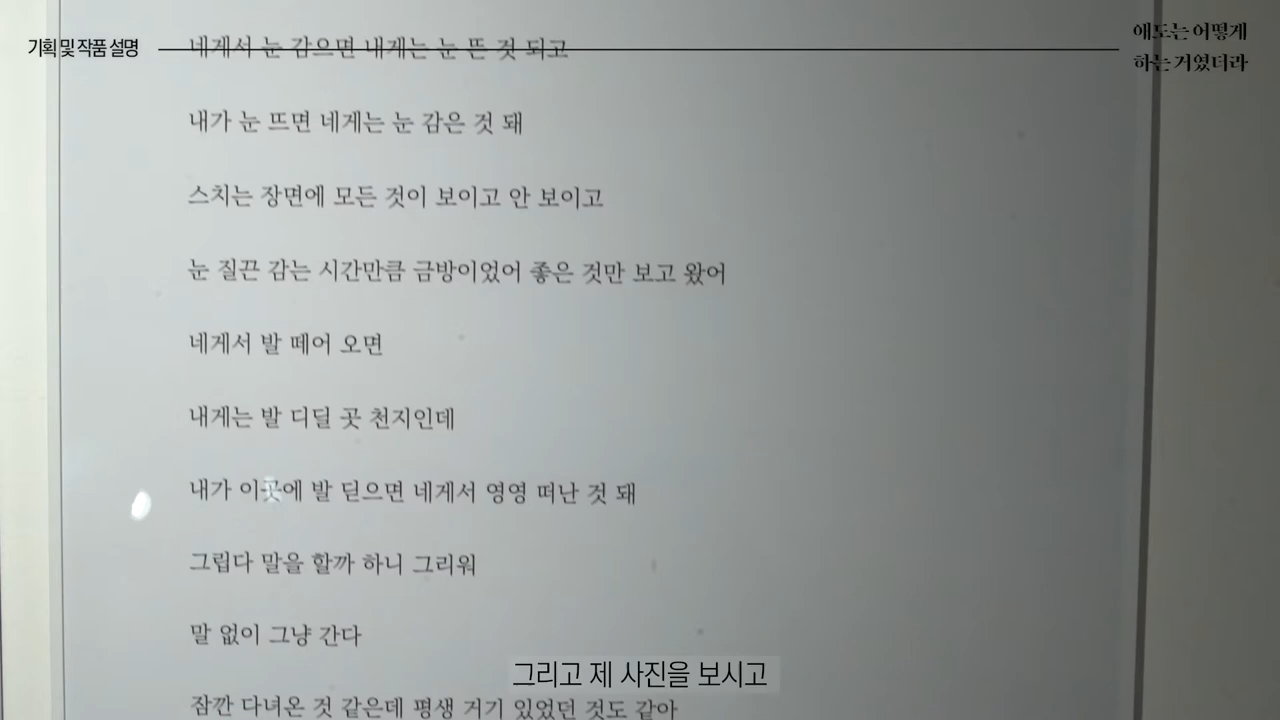 기획 및 작품 설명
애도는 어떻게
하는 거였더라
네게서 눈 감으면 내게는 눈 뜬 것 되고
내가 눈 뜨면 네게는 눈 감은 것 돼
스치는 장면에 모든 것이 보이고 안 보이고
눈 질끈 감는 시간만큼 금방이었어 좋은 것만 보고 왔어
네게서 발 떼어 오면
내게는 발 디딜 곳 천지인데
내가 이곳에 발 딛으면 네게서 영영 떠난 것 돼
그립다 말을 할까 하니 그리워
말 없이 그냥 간다
그리고 제 사진을 보시고
잠깐 다녀온 것 같은데 평생 거기 있었던 것도 같아